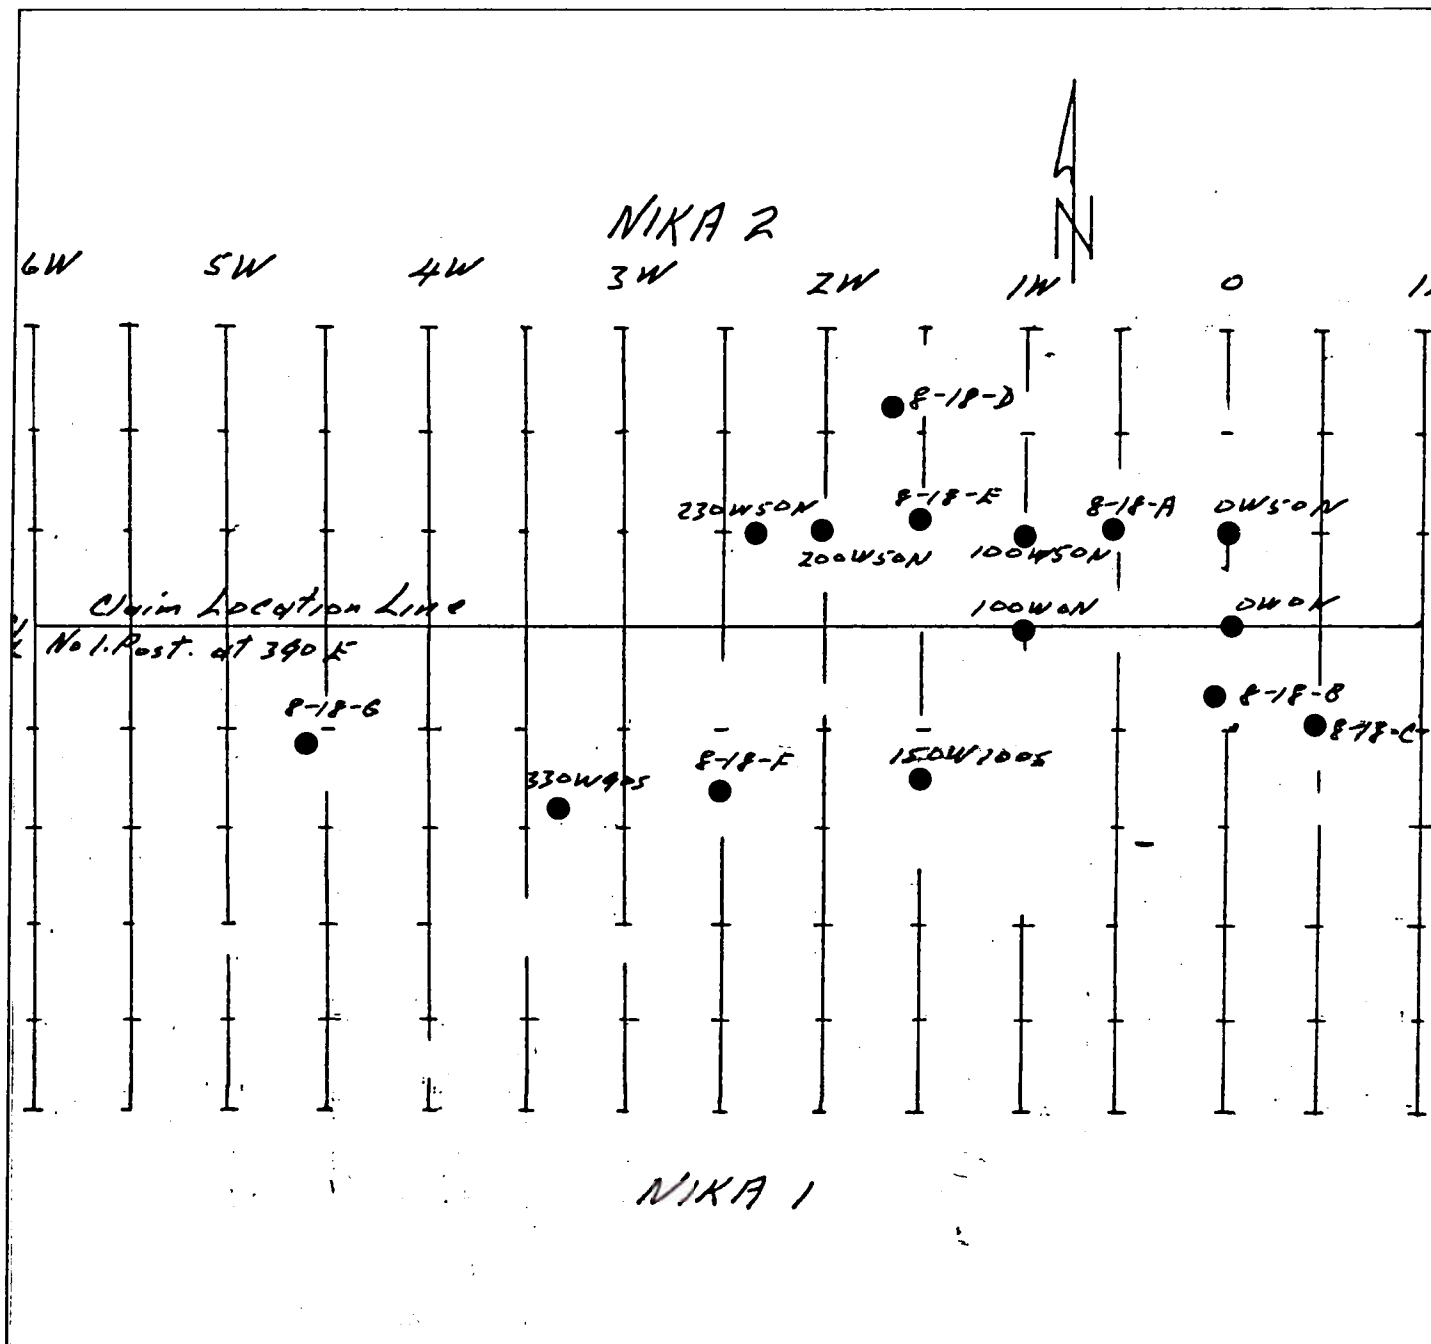 NIKA 2
N
6W 5W 4W 3W 2W 1W 0
8-18-D
230W50N 8-18-E 8-18-A 0W50N
200W50N 100W50N
Claim Location Line 100W0N 0W0N
No 1. Post. at 390 E
8-18-G 8-18-B
8-18-C
330W90S 8-18-F 150W100S
NIKA 1